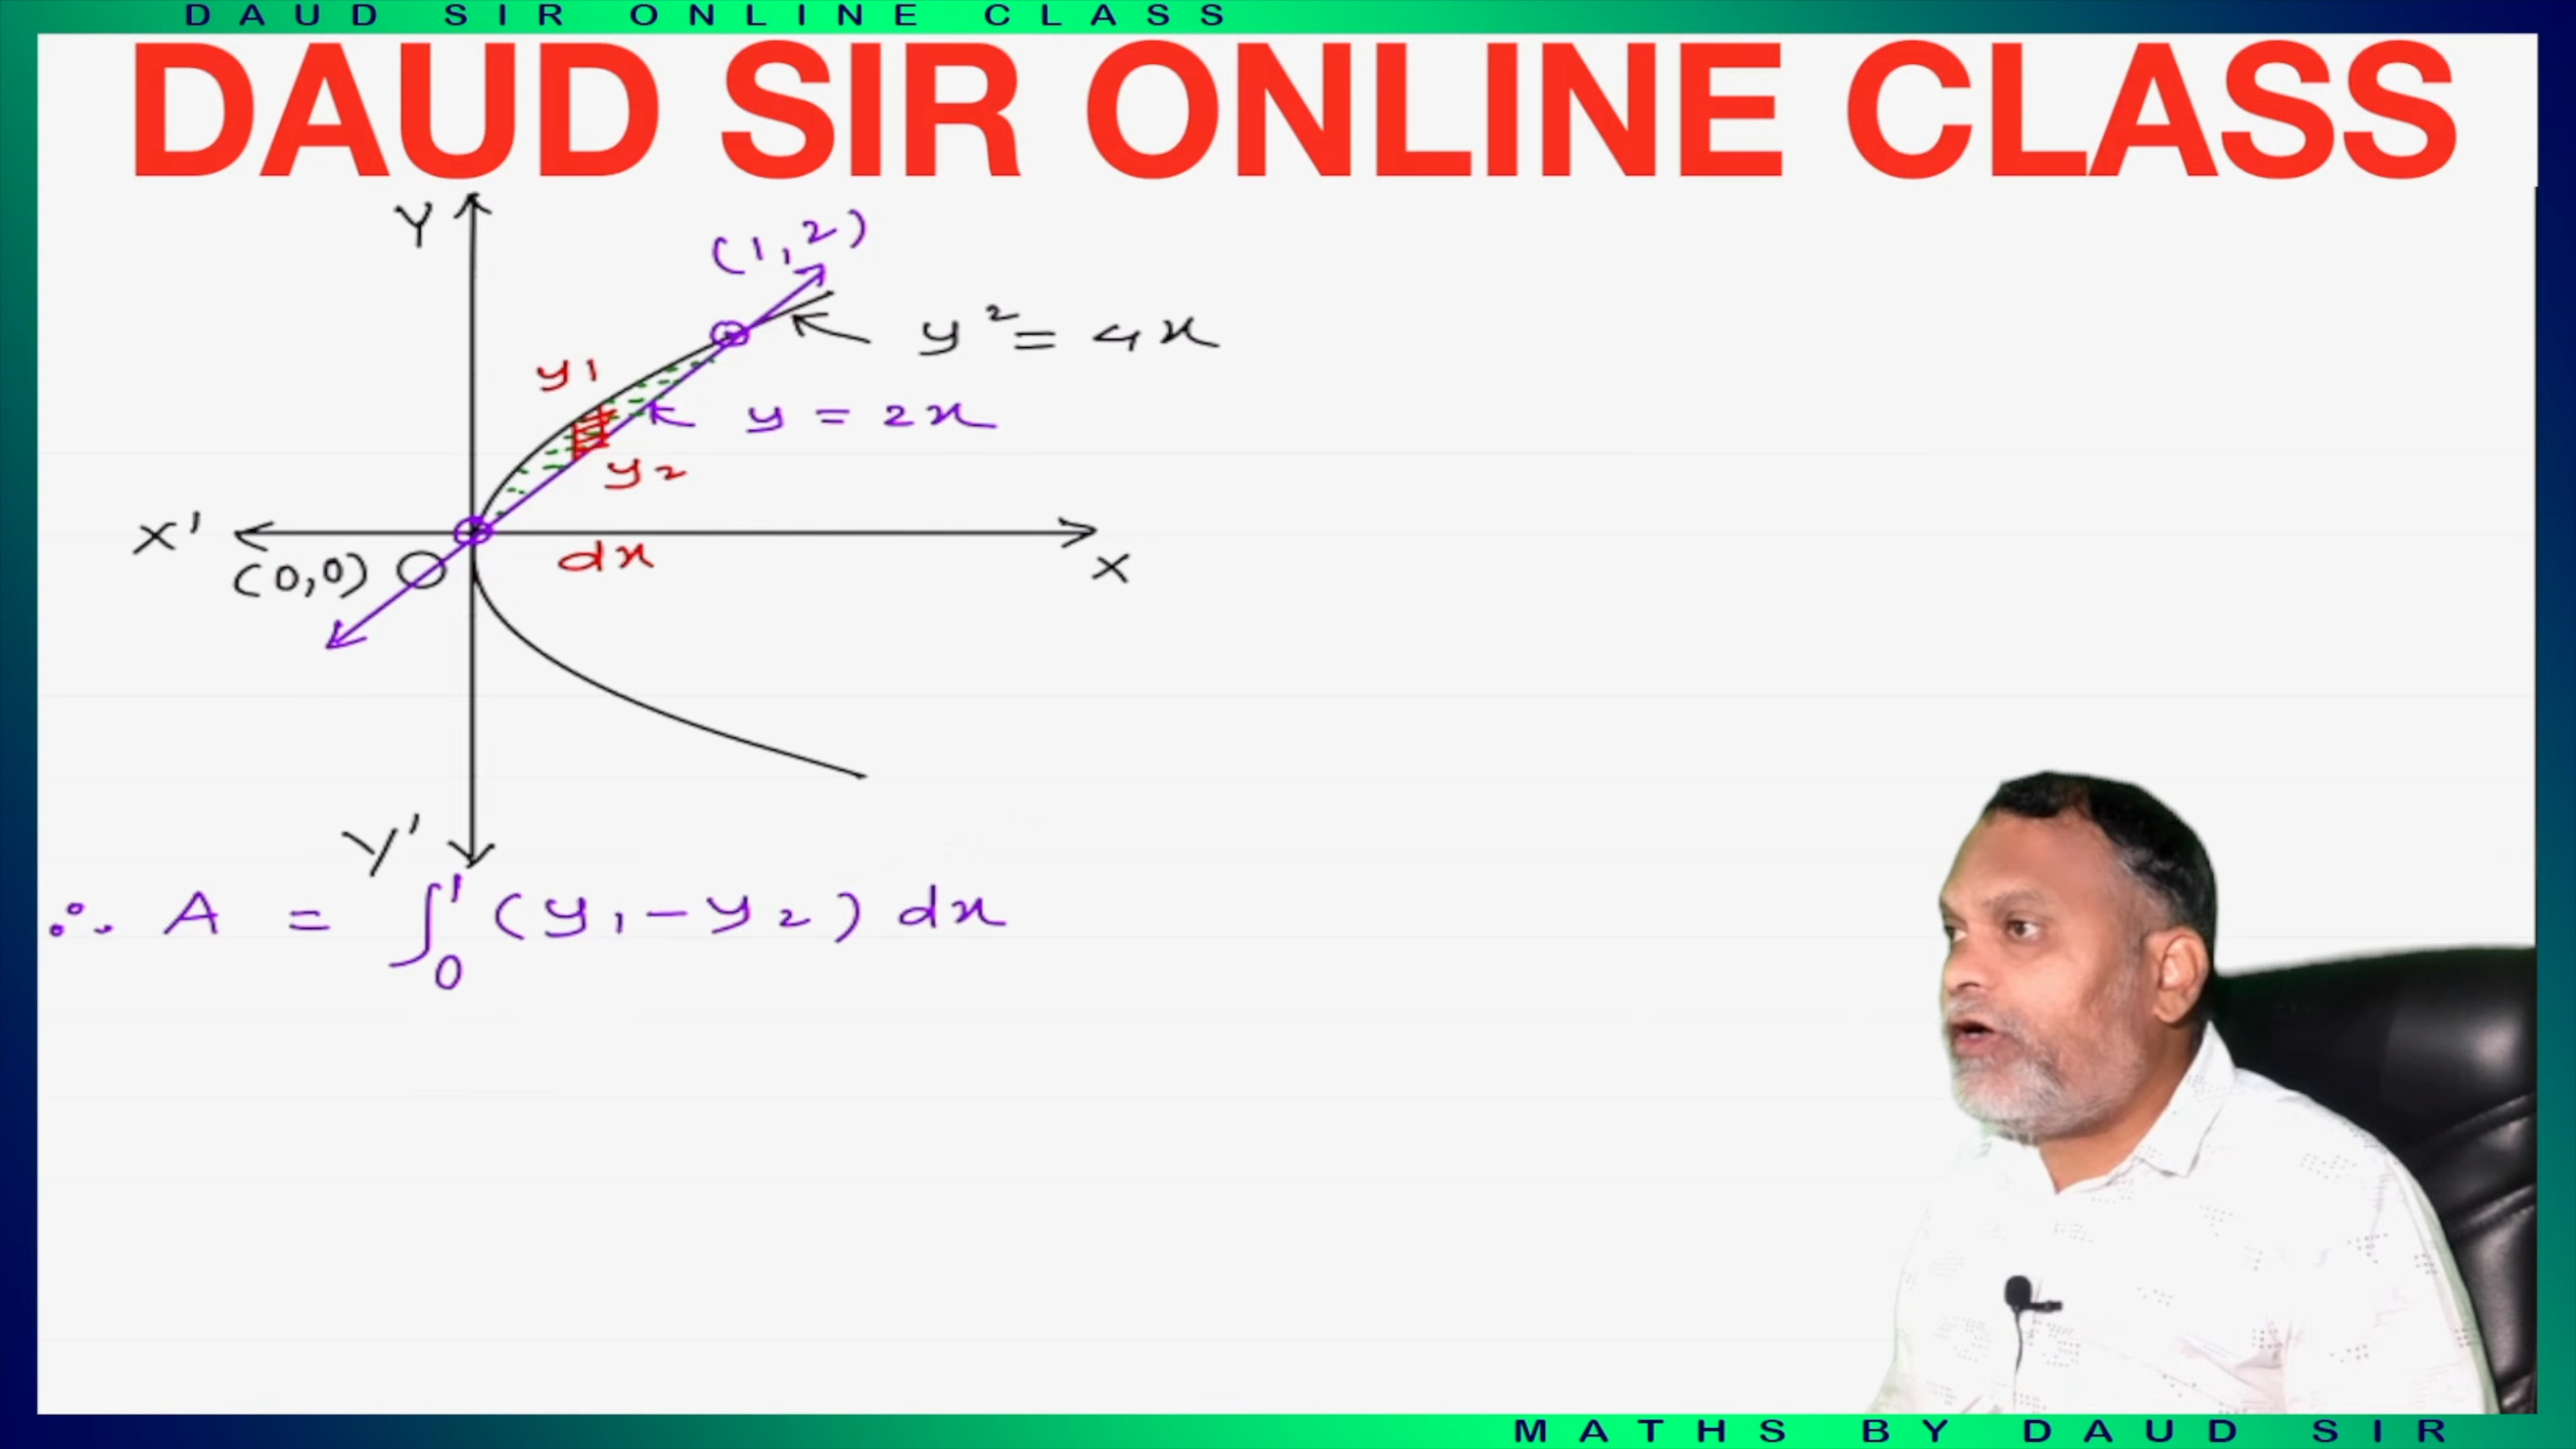 DAUD SIR ONLINE CLASS
DAUD SIR ONLINE CLASS
Y
(1,2)
y² = 4x
y1
y = 2x
y2
X'
(0,0) O
dx
X
Y'
∴ A = ∫₀¹ (y₁ - y₂) dx
MATHS BY DAUD SIR